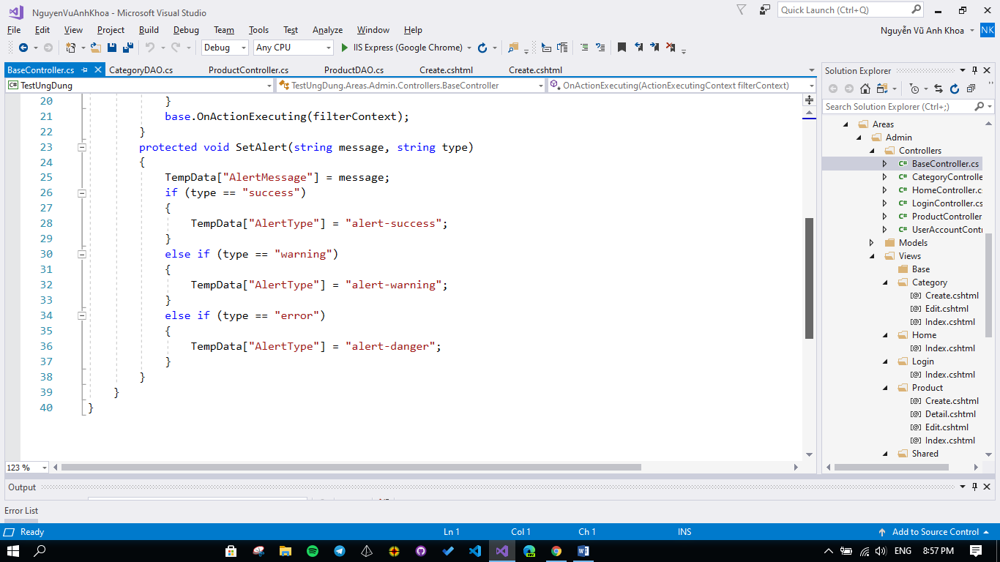 NguyenVuAnhKhoa - Microsoft Visual Studio
Quick Launch (Ctrl+Q)
File Edit View Project Build Debug Team Tools Test Analyze Window Help
Nguyễn Vũ Anh Khoa NK
Debug Any CPU IIS Express (Google Chrome)
BaseController.cs CategoryDAO.cs ProductController.cs ProductDAO.cs Create.cshtml Create.cshtml
C# TestUngDung TestUngDung.Areas.Admin.Controllers.BaseController OnActionExecuting(ActionExecutingContext filterContext)
20 }
21 base.OnActionExecuting(filterContext);
22 }
23 protected void SetAlert(string message, string type)
24 {
25 TempData["AlertMessage"] = message;
26 if (type == "success")
27 {
28 TempData["AlertType"] = "alert-success";
29 }
30 else if (type == "warning")
31 {
32 TempData["AlertType"] = "alert-warning";
33 }
34 else if (type == "error")
35 {
36 TempData["AlertType"] = "alert-danger";
37 }
38 }
39 }
40 }
123 %
Solution Explorer
Search Solution Explorer (Ctrl+;)
Areas
Admin
Controllers
C# BaseController.cs
C# CategoryControlle
C# HomeController.c
C# LoginController.cs
C# ProductController
C# UserAccountCont
Models
Views
Base
Category
[@] Create.cshtml
[@] Edit.cshtml
[@] Index.cshtml
Home
[@] Index.cshtml
Login
[@] Index.cshtml
Product
[@] Create.cshtml
[@] Detail.cshtml
[@] Edit.cshtml
[@] Index.cshtml
Shared
Output
Error List
Ready Ln 1 Col 1 Ch 1 INS Add to Source Control
DEV W ENG 8:57 PM